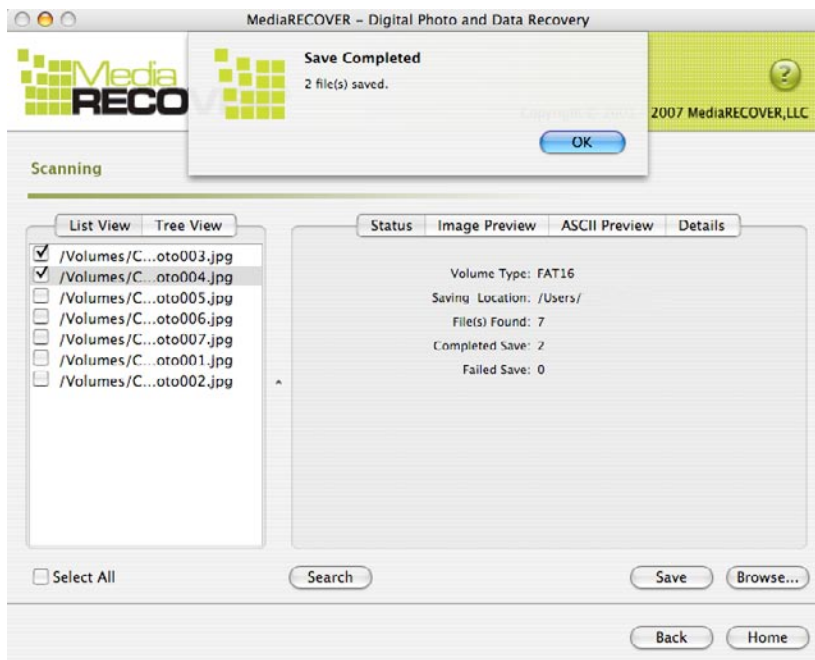 MediaRECOVER – Digital Photo and Data Recovery
Media
RECOV
Save Completed
2 file(s) saved.
OK
?
Copyright © 2007 MediaRECOVER,LLC
Scanning
List View Tree View
/Volumes/C...oto003.jpg
/Volumes/C...oto004.jpg
/Volumes/C...oto005.jpg
/Volumes/C...oto006.jpg
/Volumes/C...oto007.jpg
/Volumes/C...oto001.jpg
/Volumes/C...oto002.jpg
Status Image Preview ASCII Preview Details
Volume Type: FAT16
Saving Location: /Users/
File(s) Found: 7
Completed Save: 2
Failed Save: 0
Select All
Search
Save
Browse...
Back
Home